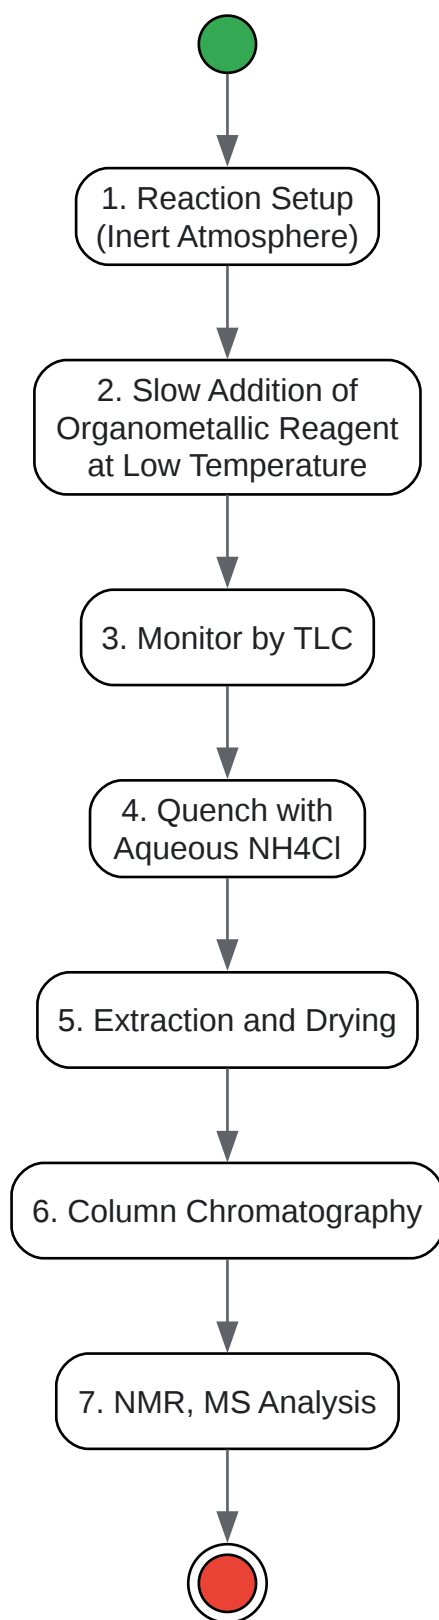 1. Reaction Setup
(Inert Atmosphere)
2. Slow Addition of
Organometallic Reagent
at Low Temperature
3. Monitor by TLC
4. Quench with
Aqueous NH4Cl
5. Extraction and Drying
6. Column Chromatography
7. NMR, MS Analysis